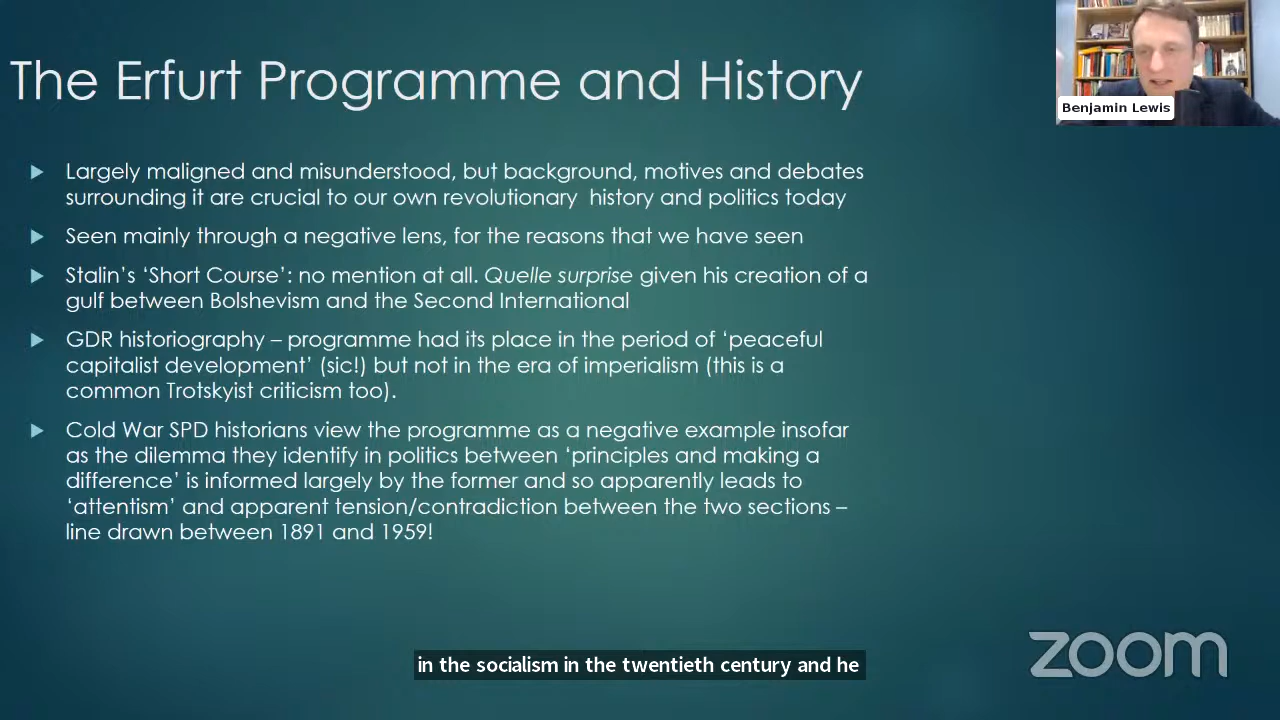 The Erfurt Programme and History
Benjamin Lewis
Largely maligned and misunderstood, but background, motives and debates
surrounding it are crucial to our own revolutionary history and politics today
Seen mainly through a negative lens, for the reasons that we have seen
Stalin’s ‘Short Course’: no mention at all. Quelle surprise given his creation of a
gulf between Bolshevism and the Second International
GDR historiography – programme had its place in the period of ‘peaceful
capitalist development’ (sic!) but not in the era of imperialism (this is a
common Trotskyist criticism too).
Cold War SPD historians view the programme as a negative example insofar
as the dilemma they identify in politics between ‘principles and making a
difference’ is informed largely by the former and so apparently leads to
‘attentism’ and apparent tension/contradiction between the two sections –
line drawn between 1891 and 1959!
in the socialism in the twentieth century and he
zoom